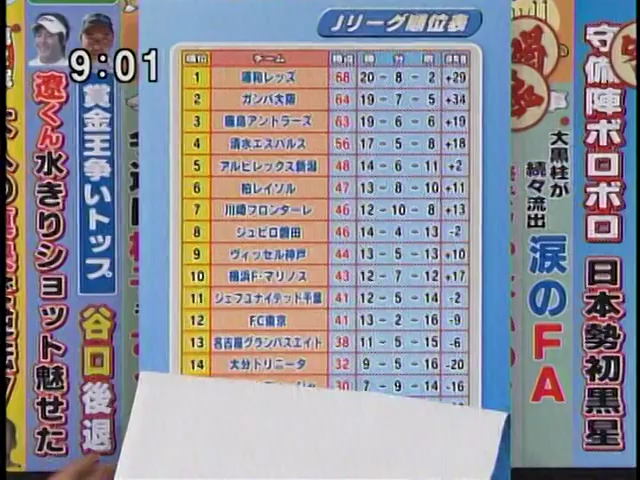 Jリーグ順位表
9:01
順位 チーム 勝点 勝 分 敗
1 浦和レッズ 68 20-8-2 +29
2 ガンバ大阪 64 19-7-5 +34
3 鹿島アントラーズ 63 19-6-6 +19
4 清水エスパルス 56 17-5-8 +18
5 アルビレックス新潟 48 14-6-11 +2
6 柏レイソル 47 13-8-10 +11
7 川崎フロンターレ 46 12-10-8 +13
8 ジュビロ磐田 46 14-4-13 -2
9 ヴィッセル神戸 44 13-5-13 +10
10 横浜F・マリノス 43 12-7-12 +17
11 ジェフユナイテッド千葉 41 12-5-14 -2
12 FC東京 41 13-2-16 -9
13 名古屋グランパスエイト 38 11-5-15 -6
14 大分トリニータ 32 9-5-16 -20
30 7-9-14 -16
守備陣ボロボロ 日本勢初黒星
大黒柱が
続々流出
涙のFA
賞金王争いトップ
谷口後退
遼くん水きりショット魅せた